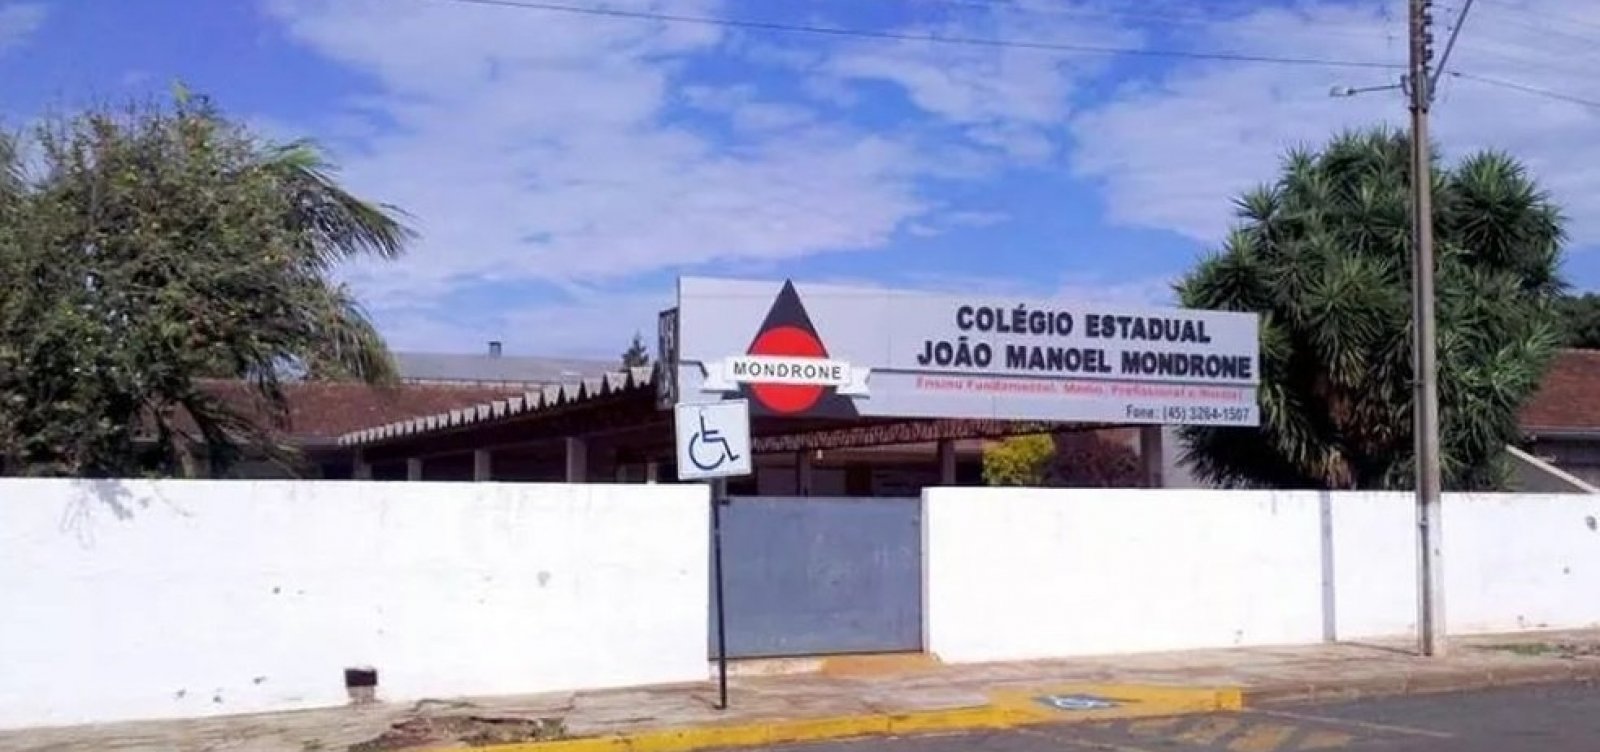 MONDRONE
COLÉGIO ESTADUAL
JOÃO MANOEL MONDRONE
Ensino Fundamental, Médio, Profissional e Normal
Fone: (45) 3264-1507